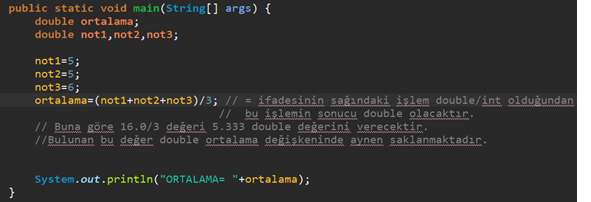 public static void main(String[] args) {
double ortalama;
double not1,not2,not3;
not1=5;
not2=5;
not3=6;
ortalama=(not1+not2+not3)/3; // = ifadesinin sağındaki işlem double/int olduğundan
// bu işlemin sonucu double olacaktır.
// Buna göre 16.0/3 değeri 5.333 double değerini verecektir.
//Bulunan bu değer double ortalama değişkeninde aynen saklanmaktadır.
System.out.println("ORTALAMA= "+ortalama);
}